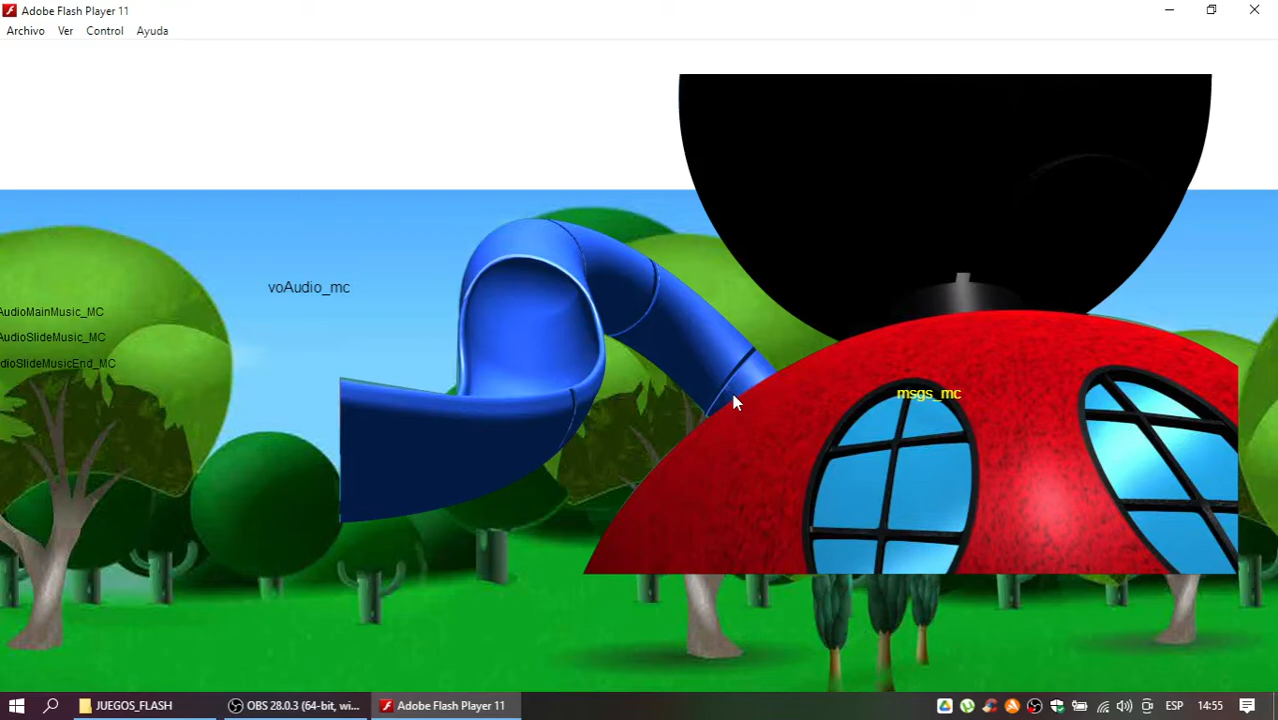 Adobe Flash Player 11
Archivo Ver Control Ayuda
voAudio_mc
AudioMainMusic_MC
AudioSlideMusic_MC
dioSlideMusicEnd_MC
msgs_mc
JUEGOS_FLASH
OBS 28.0.3 (64-bit, wi...
Adobe Flash Player 11
ESP
14:55